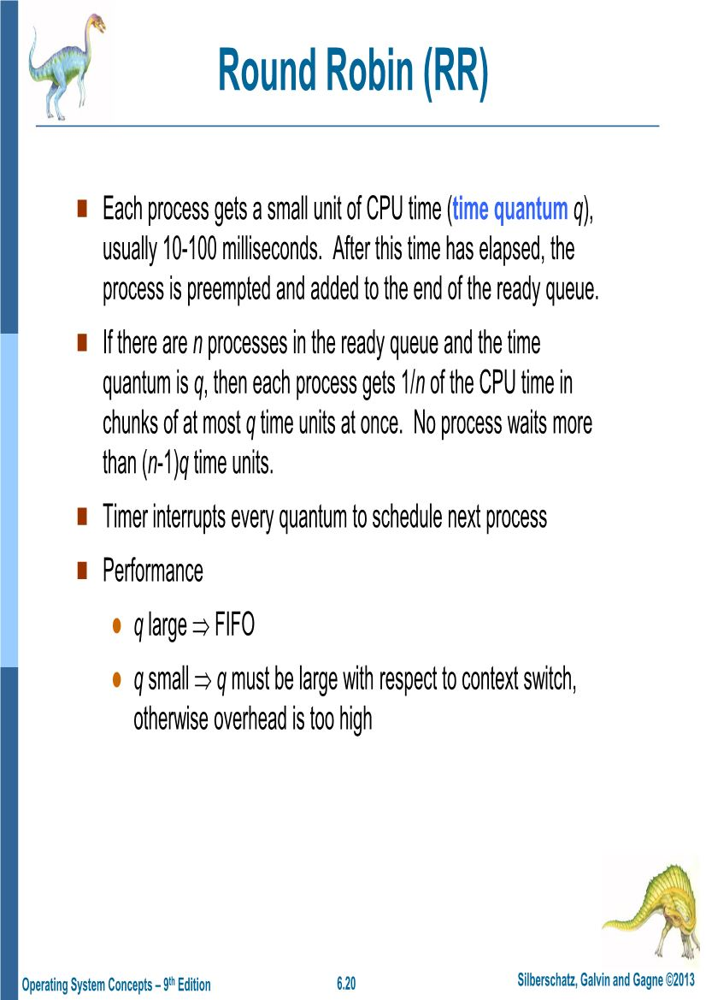 Round Robin (RR)
Each process gets a small unit of CPU time (time quantum q),
usually 10-100 milliseconds.  After this time has elapsed, the
process is preempted and added to the end of the ready queue.
If there are n processes in the ready queue and the time
quantum is q, then each process gets 1/n of the CPU time in
chunks of at most q time units at once.  No process waits more
than (n-1)q time units.
Timer interrupts every quantum to schedule next process
Performance
q large ⇒ FIFO
q small ⇒ q must be large with respect to context switch,
otherwise overhead is too high
Operating System Concepts – 9th Edition
6.20
Silberschatz, Galvin and Gagne ©2013